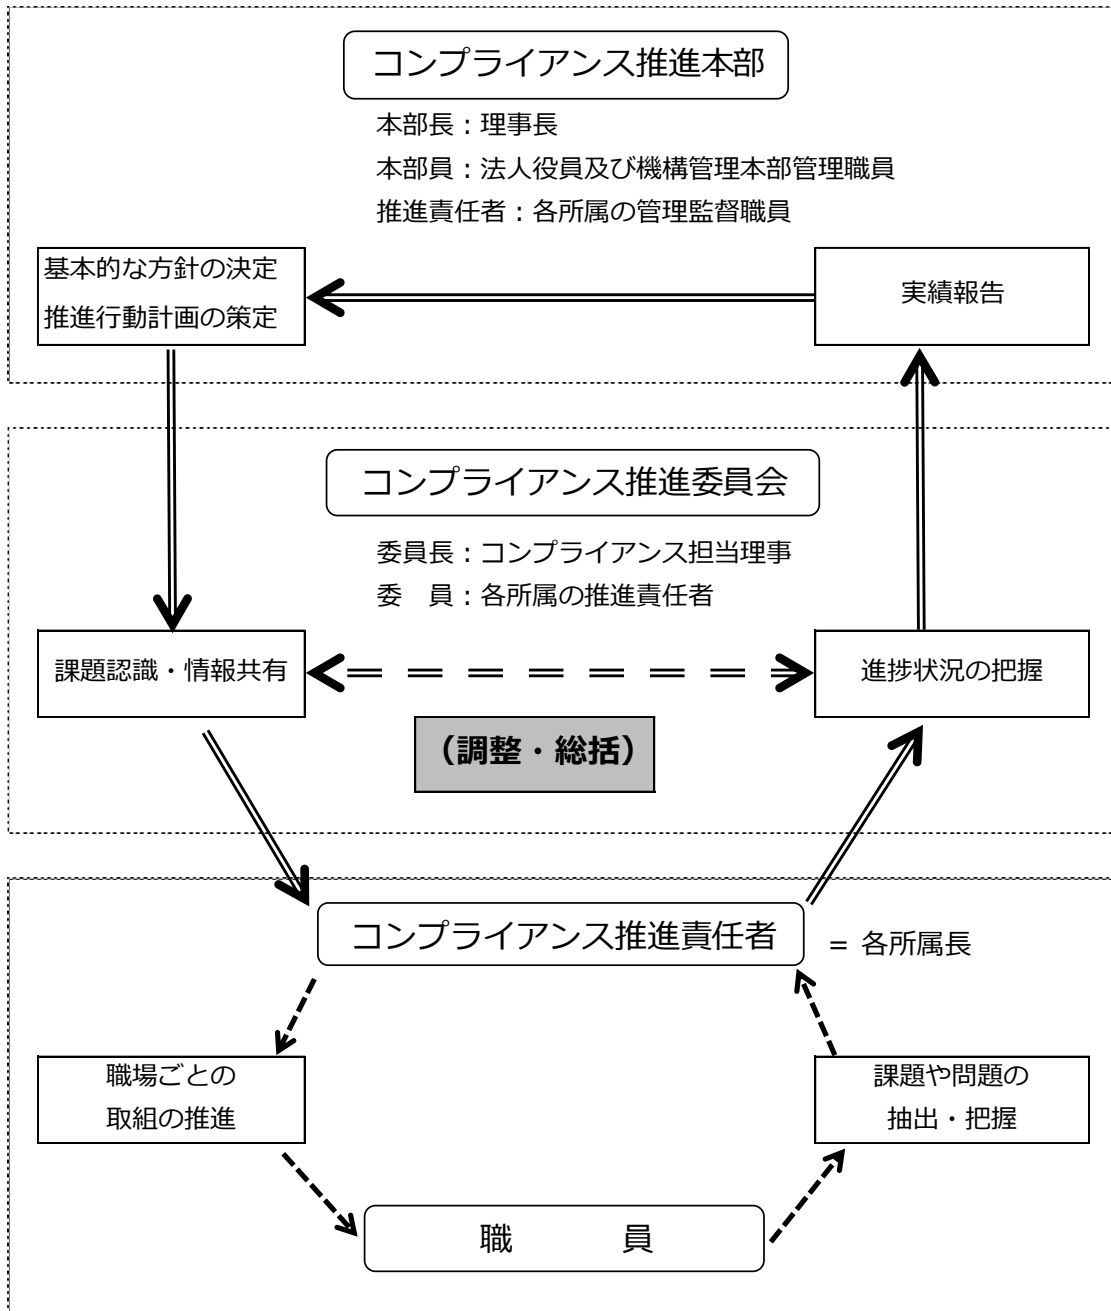 コンプライアンス推進本部
本部長：理事長
本部員：法人役員及び機構管理本部管理職員
推進責任者：各所属の管理監督職員
基本的な方針の決定
推進行動計画の策定
実績報告
コンプライアンス推進委員会
委員長：コンプライアンス担当理事
委　員：各所属の推進責任者
課題認識・情報共有
進捗状況の把握
（調整・総括）
コンプライアンス推進責任者
＝ 各所属長
職場ごとの
取組の推進
課題や問題の
抽出・把握
職　　　員